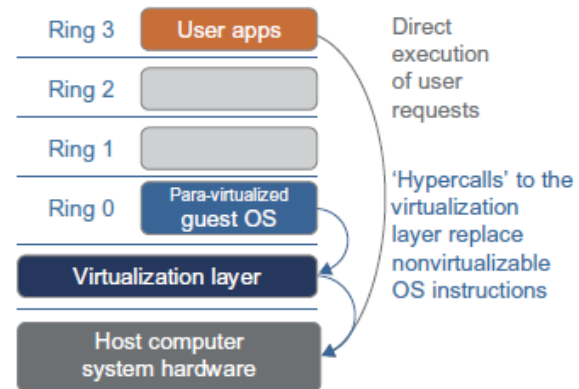 Ring 3
User apps
Ring 2
Ring 1
Ring 0
Para-virtualized
guest OS
Virtualization layer
Host computer
system hardware
Direct
execution
of user
requests
‘Hypercalls’ to the
virtualization
layer replace
nonvirtualizable
OS instructions